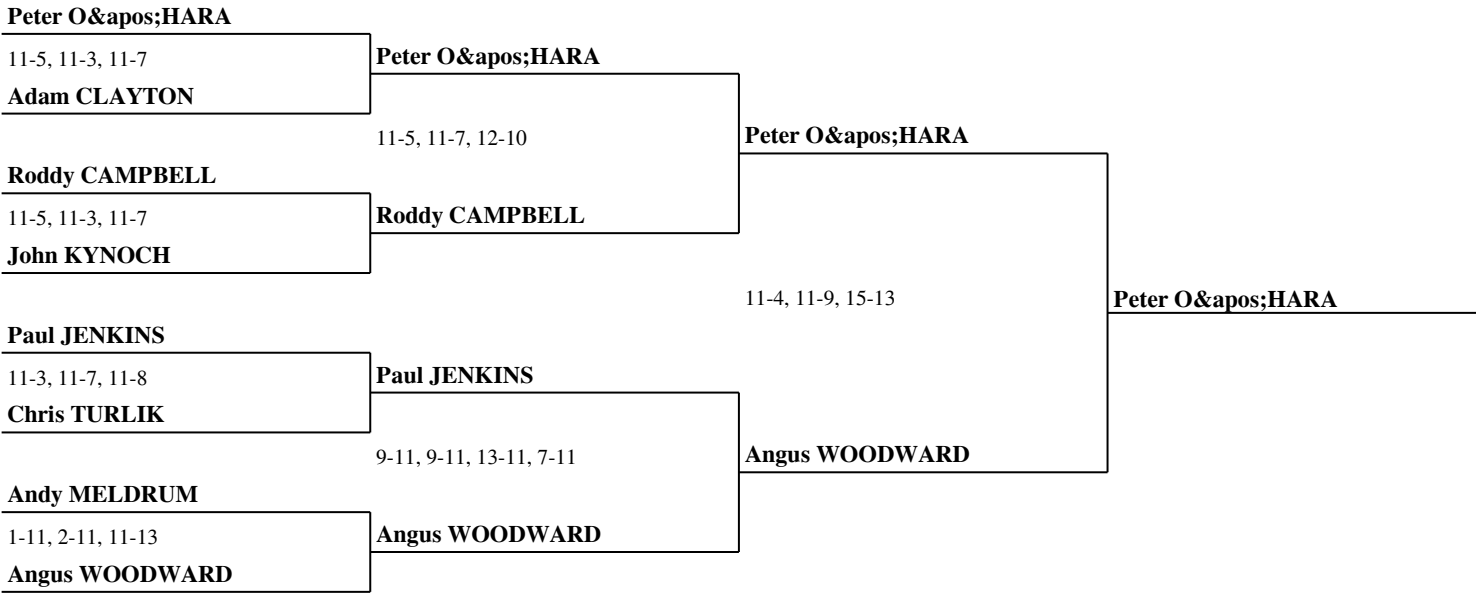 Peter O&apos;HARA
11-5, 11-3, 11-7
Adam CLAYTON
Peter O&apos;HARA
11-5, 11-7, 12-10
Peter O&apos;HARA
Roddy CAMPBELL
11-5, 11-3, 11-7
John KYNOCH
Roddy CAMPBELL
11-4, 11-9, 15-13
Peter O&apos;HARA
Paul JENKINS
11-3, 11-7, 11-8
Chris TURLIK
Paul JENKINS
9-11, 9-11, 13-11, 7-11
Angus WOODWARD
Andy MELDRUM
1-11, 2-11, 11-13
Angus WOODWARD
Angus WOODWARD